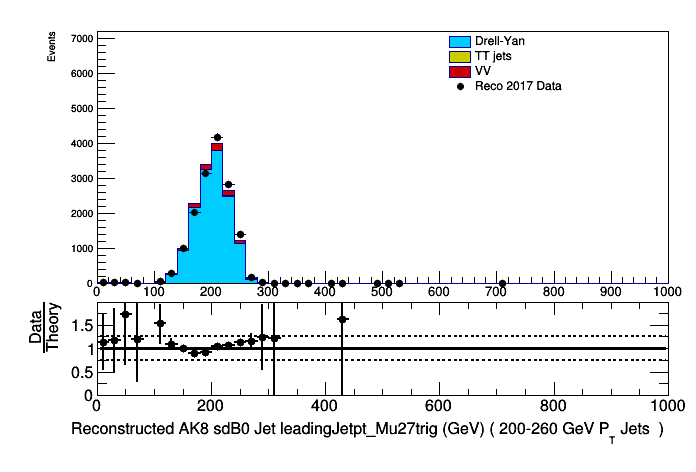 Events
7000
6000
5000
4000
3000
2000
1000
0
Drell-Yan
TT jets
VV
Reco 2017 Data
0 100 200 300 400 500 600 700 800 900 1000
Data
Theory
1.5
1
0.5
0
0 200 400 600 800 1000
Reconstructed AK8 sdB0 Jet leadingJetpt_Mu27trig (GeV) ( 200-260 GeV P_T Jets )